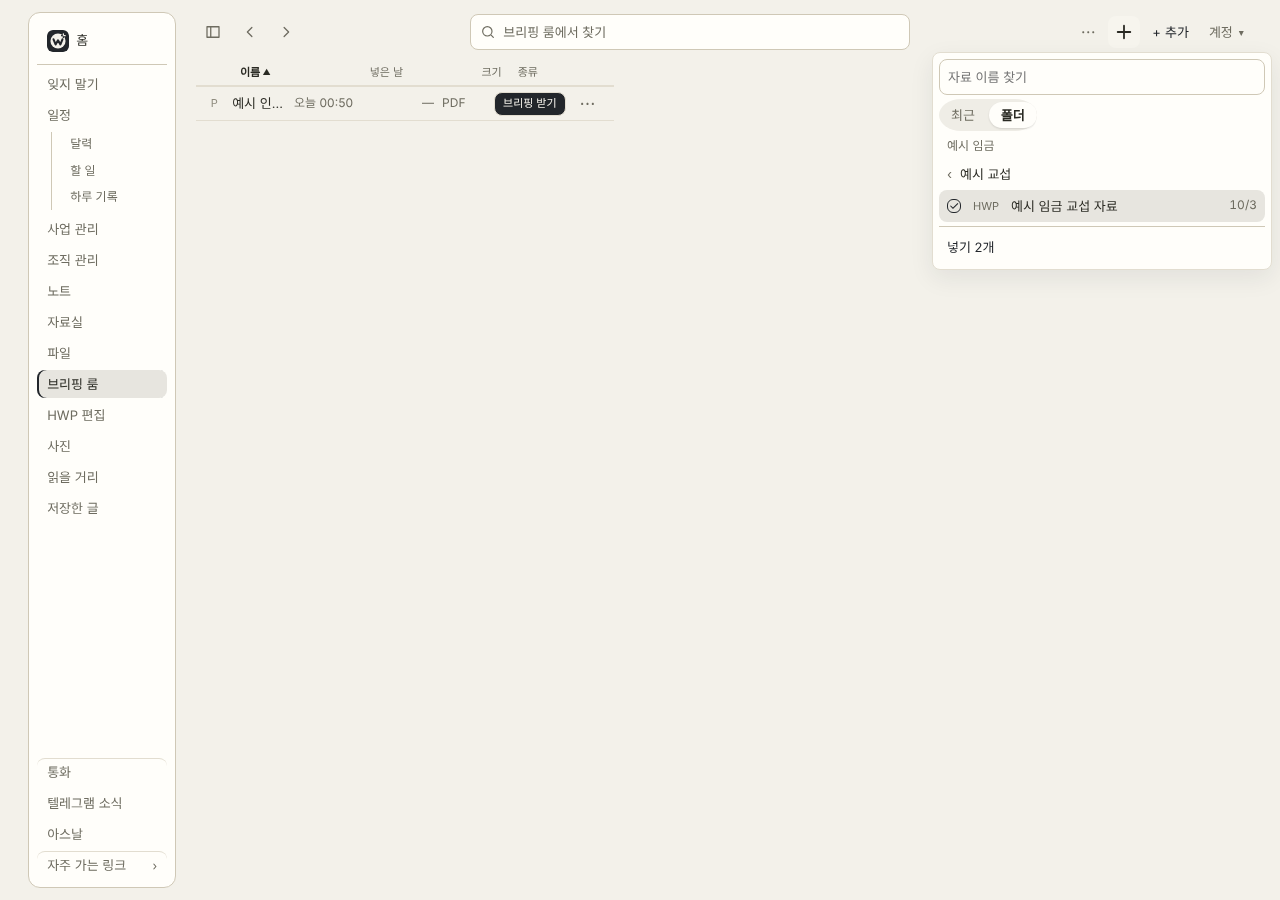 홈
잊지 말기
일정
달력
할 일
하루 기록
사업 관리
조직 관리
노트
자료실
파일
브리핑 룸
HWP 편집
사진
읽을 거리
저장한 글
통화
텔레그램 소식
아스날
자주 가는 링크 ›
브리핑 룸에서 찾기
··· + + 추가 계정 ▾
이름 ▲ 넣은 날 크기 종류
P 예시 인... 오늘 00:50 — PDF 브리핑 받기 ···
자료 이름 찾기
최근 폴더
예시 임금
‹ 예시 교섭
HWP 예시 임금 교섭 자료 10/3
넣기 2개